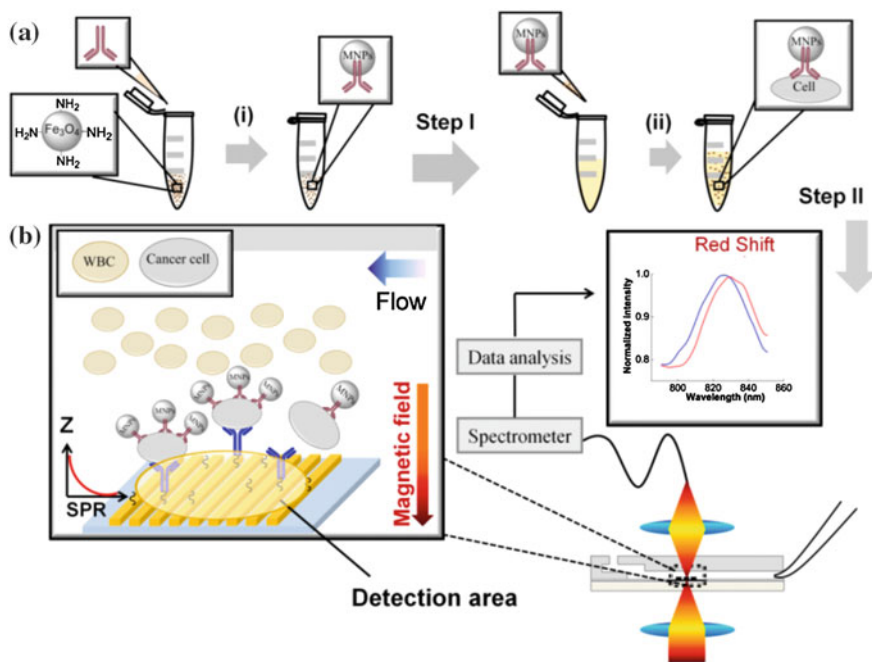 (a)
NH₂
H₂N
Fe₃O₄
NH₂
NH₂
(i)
MNPs
Step I
MNPs
(ii)
MNPs
Cell
Step II
(b)
WBC
Cancer cell
Flow
MNPs
MNPs
MNPs
MNPs
MNPs
MNPs
MNPs
Z
SPR
Magnetic field
Detection area
Data analysis
Spectrometer
Red Shift
Normalized intensity
1.0
0.9
0.8
800
820
840
860
Wavelength (nm)